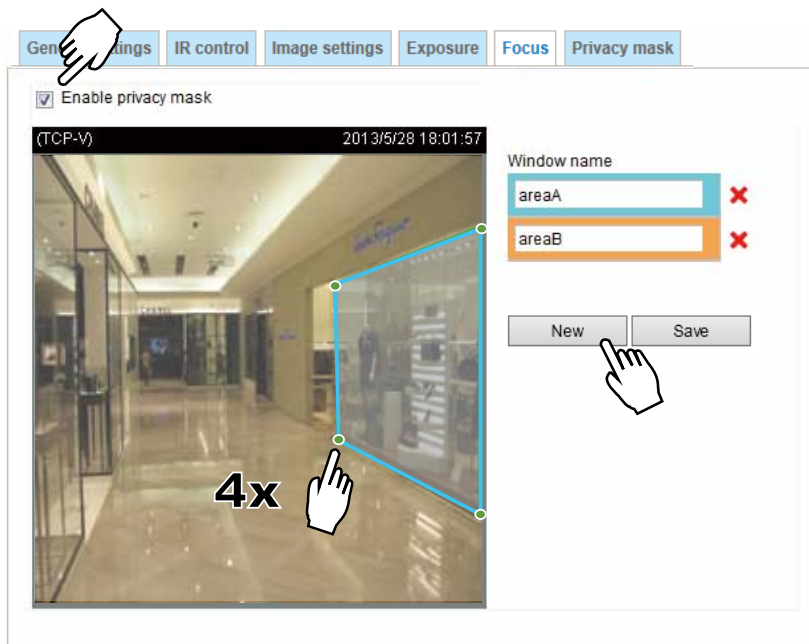 IR control
Image settings
Exposure
Focus
Privacy mask
Enable privacy mask
(TCP-V)
2013/5/28 18:01:57
Window name
areaA
areaB
New
Save
4x